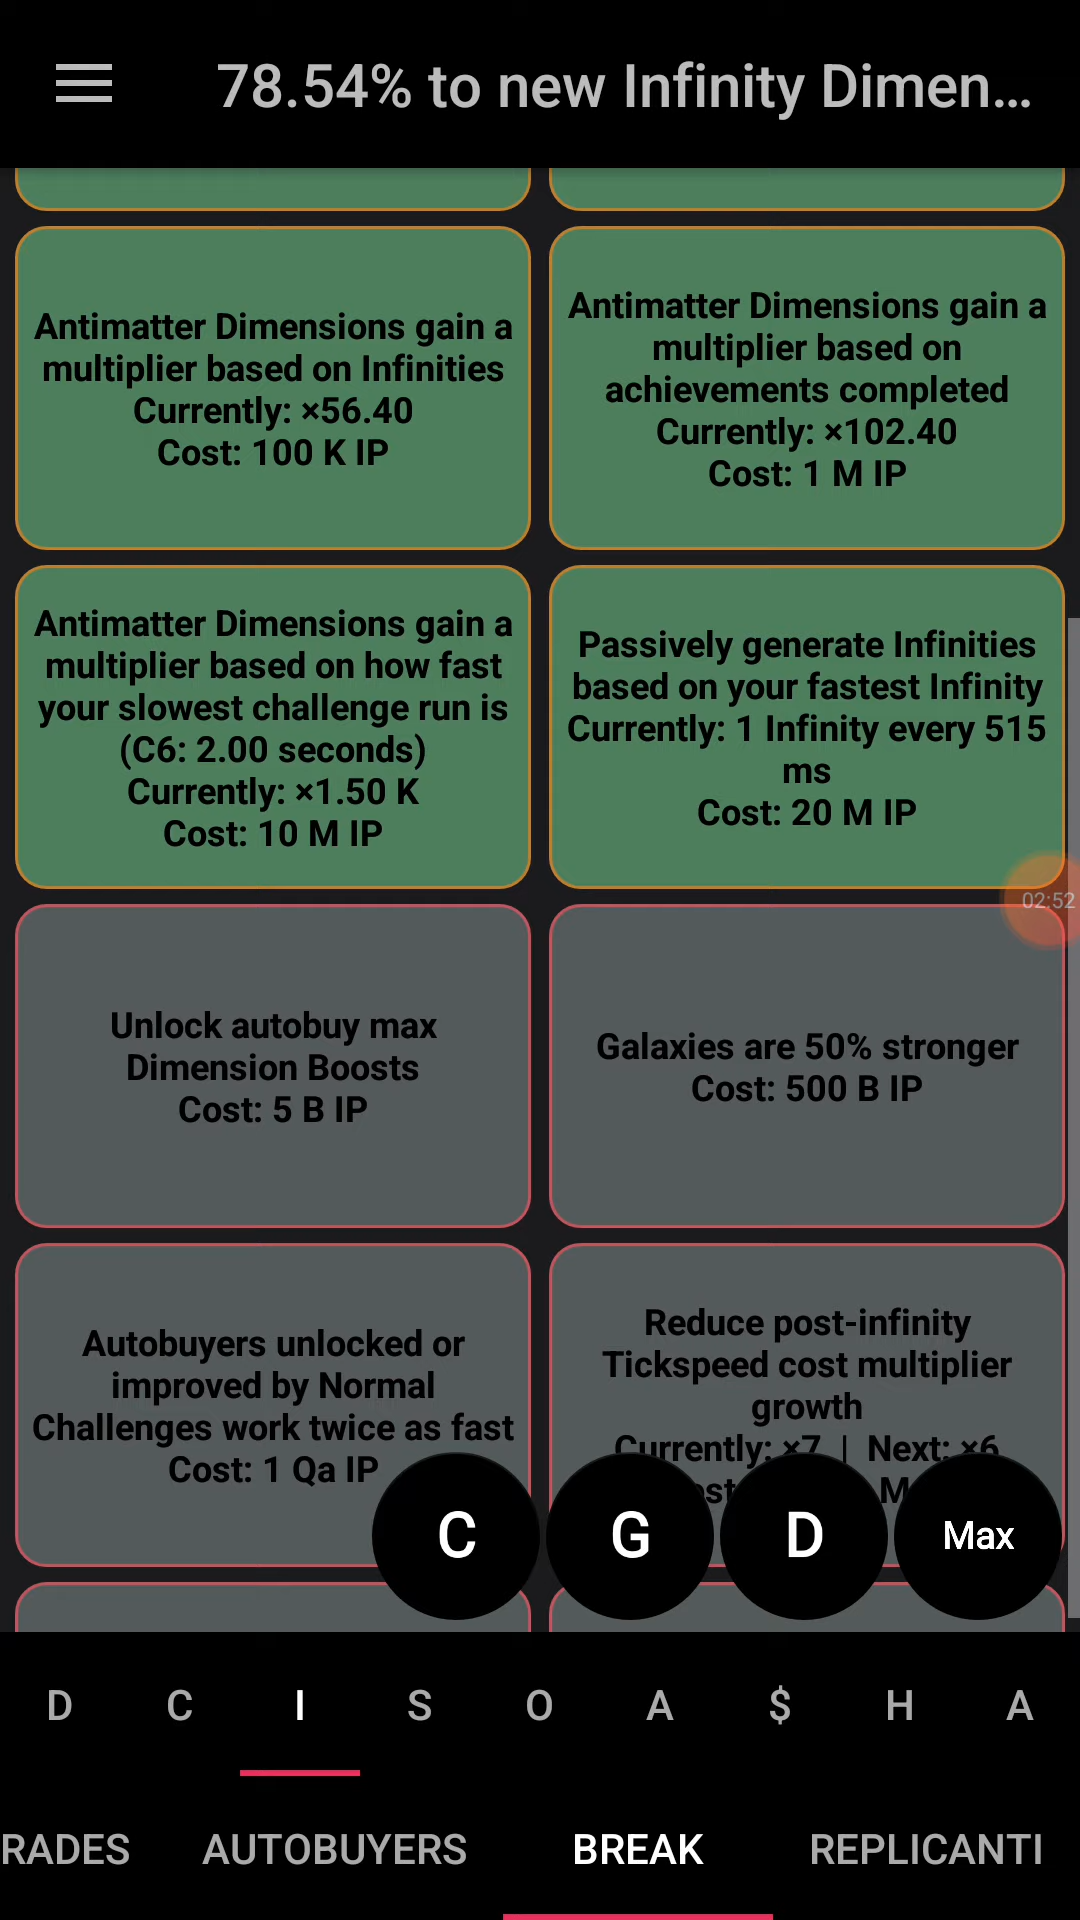 78.54% to new Infinity Dimen...
Antimatter Dimensions gain a
multiplier based on Infinities
Currently: ×56.40
Cost: 100 K IP
Antimatter Dimensions gain a
multiplier based on
achievements completed
Currently: ×102.40
Cost: 1 M IP
Antimatter Dimensions gain a
multiplier based on how fast
your slowest challenge run is
(C6: 2.00 seconds)
Currently: ×1.50 K
Cost: 10 M IP
Passively generate Infinities
based on your fastest Infinity
Currently: 1 Infinity every 515
ms
Cost: 20 M IP
02:52
Unlock autobuy max
Dimension Boosts
Cost: 5 B IP
Galaxies are 50% stronger
Cost: 500 B IP
Autobuyers unlocked or
improved by Normal
Challenges work twice as fast
Cost: 1 Qa IP
Reduce post-infinity
Tickspeed cost multiplier
growth
Currently: ×7 | Next: ×6
C G D Max
D C I S O A $ H A
RADES AUTOBUYERS BREAK REPLICANTI